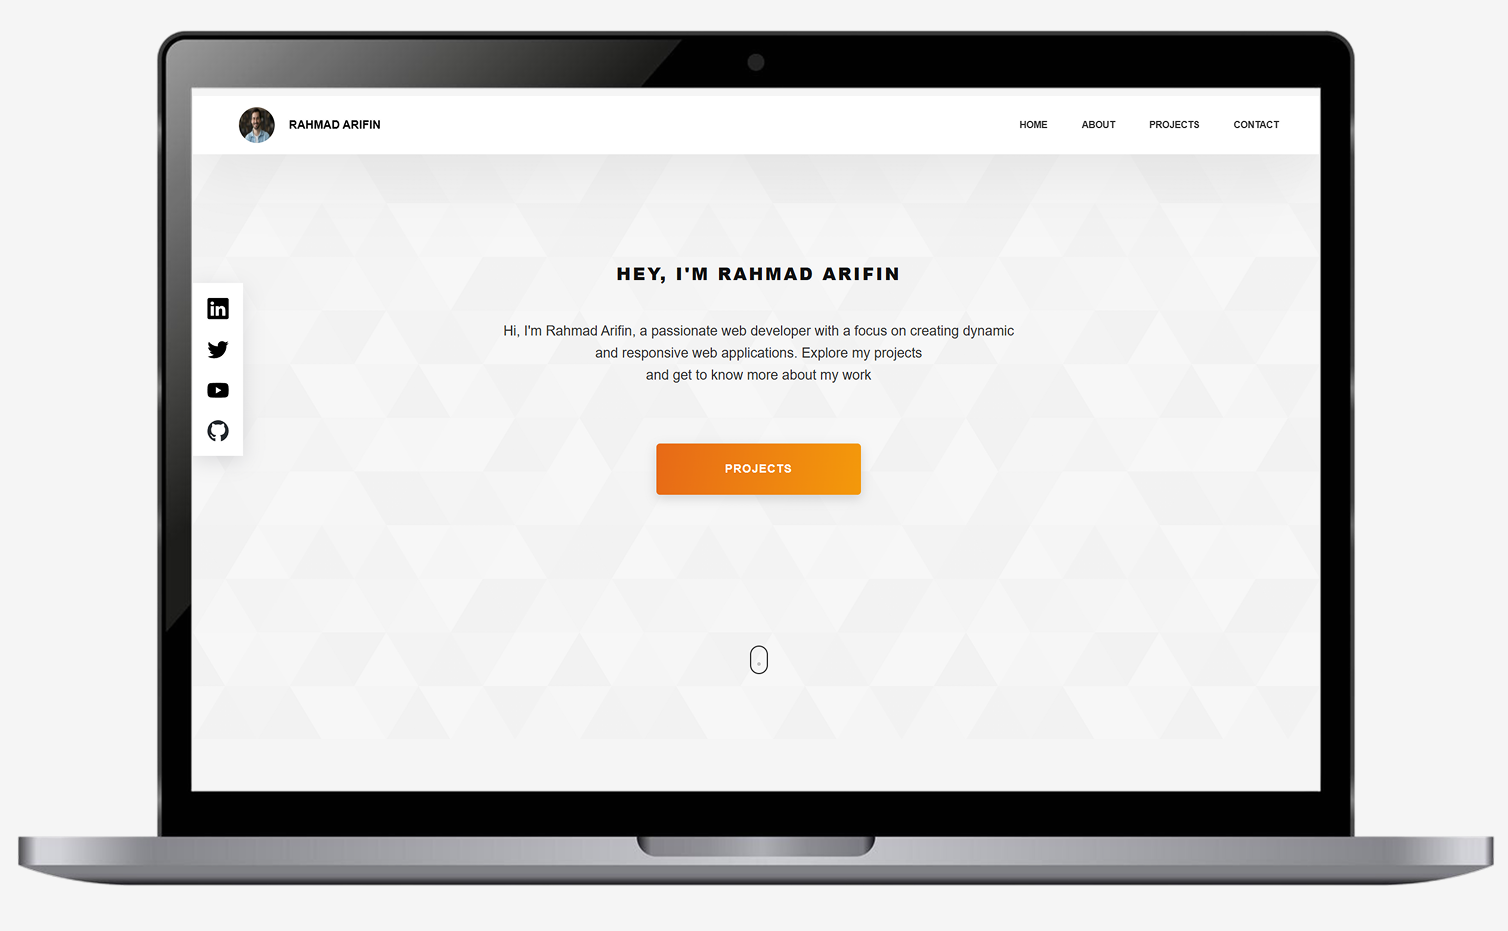 RAHMAD ARIFIN
HOME
ABOUT
PROJECTS
CONTACT
HEY, I'M RAHMAD ARIFIN
Hi, I'm Rahmad Arifin, a passionate web developer with a focus on creating dynamic
and responsive web applications. Explore my projects
and get to know more about my work
PROJECTS
in